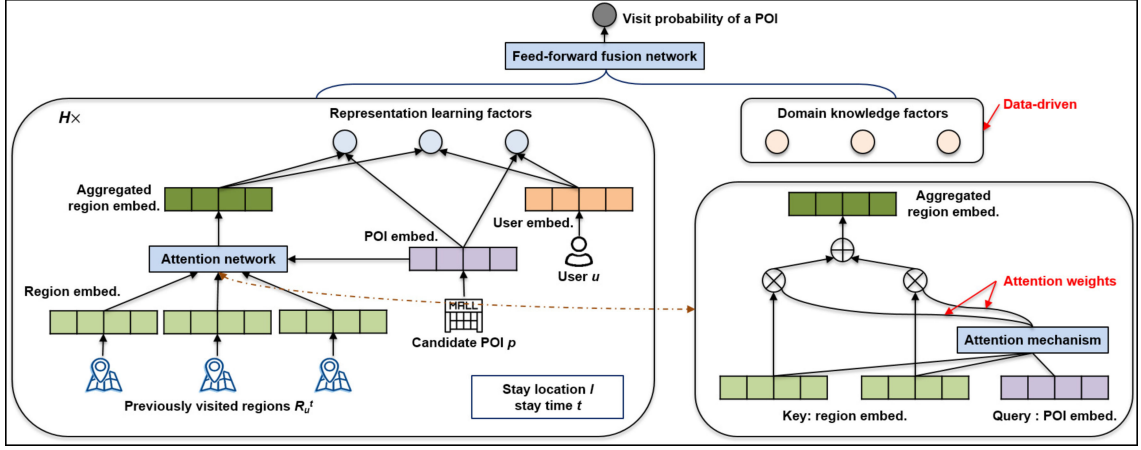 Visit probability of a POI
Feed-forward fusion network
H×
Representation learning factors
Domain knowledge factors
Data-driven
Aggregated
region embed.
User embed.
POI embed.
Attention network
User u
Region embed.
MALL
Candidate POI p
Previously visited regions Rᵤᵗ
Stay location l
stay time t
Aggregated
region embed.
Attention weights
Attention mechanism
Key: region embed.
Query : POI embed.